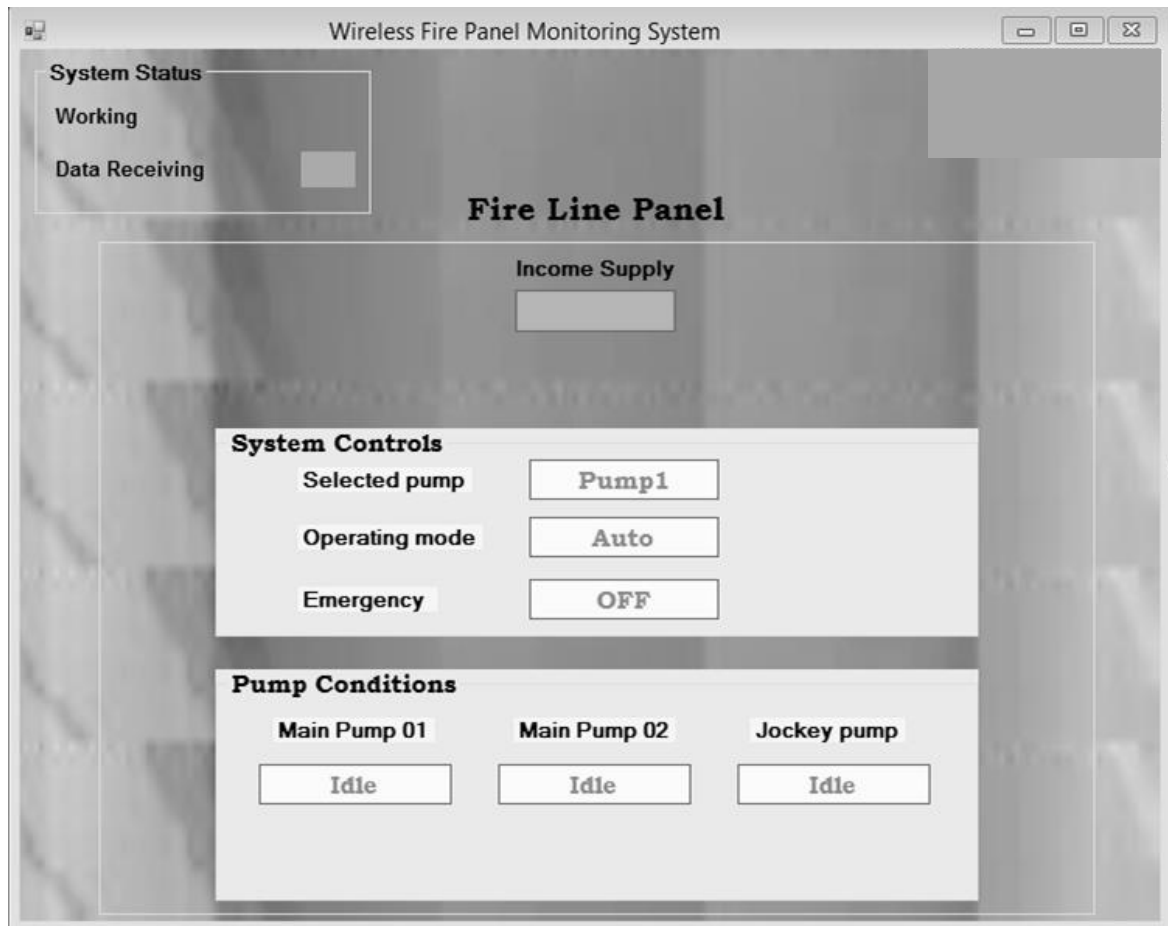 Wireless Fire Panel Monitoring System
System Status
Working
Data Receiving
Fire Line Panel
Income Supply
System Controls
Selected pump Pump1
Operating mode Auto
Emergency OFF
Pump Conditions
Main Pump 01 Main Pump 02 Jockey pump
Idle Idle Idle